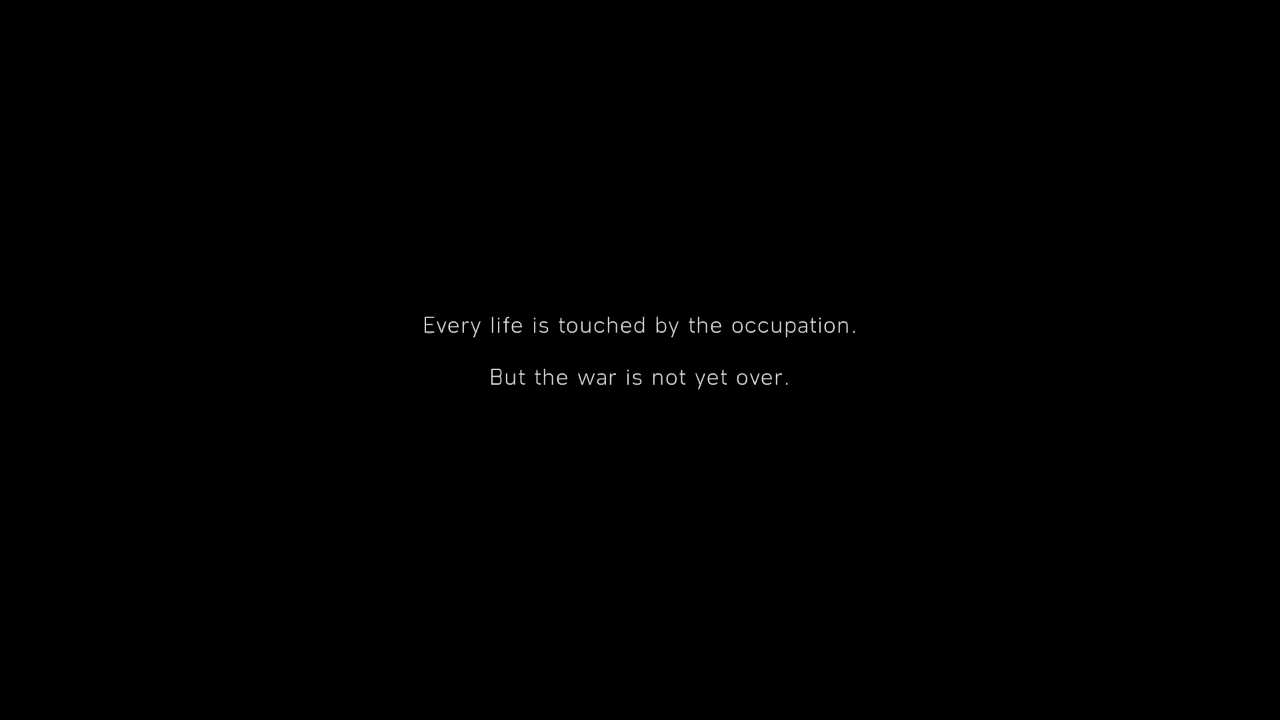 Every life is touched by the occupation.
But the war is not yet over.